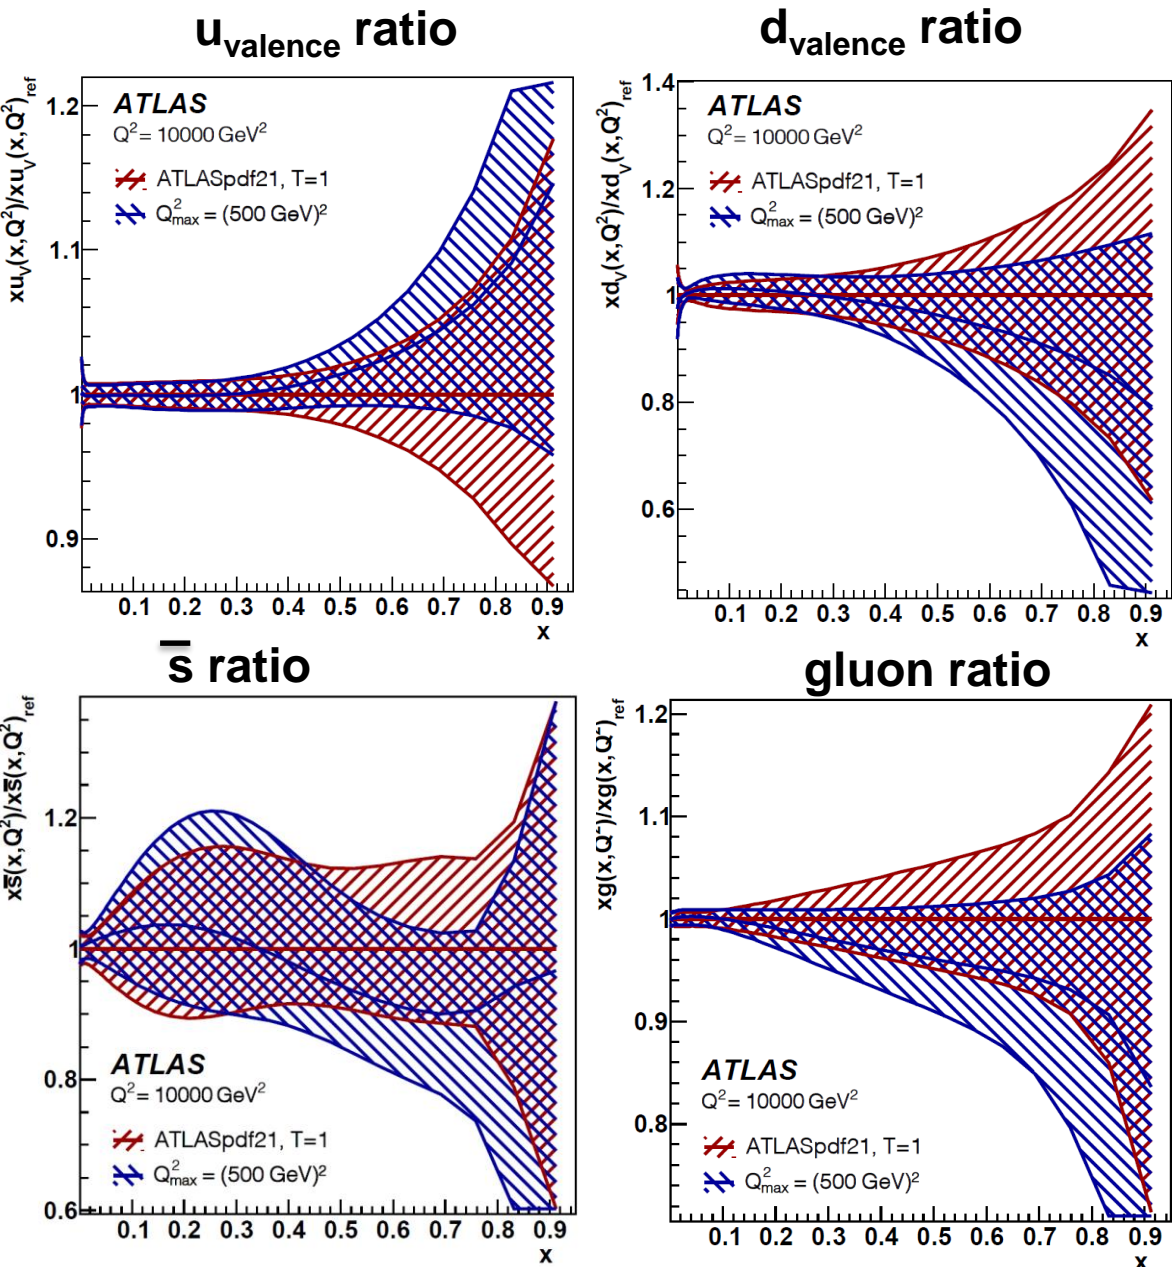 u_valence ratio
xu_V(x,Q²)/xu_V(x,Q²)_ref
1.2
1.1
1
0.9
ATLAS
Q² = 10000 GeV²
ATLASpdf21, T=1
Q²_max = (500 GeV)²
0.1 0.2 0.3 0.4 0.5 0.6 0.7 0.8 0.9
x
d_valence ratio
xd_V(x,Q²)/xd_V(x,Q²)_ref
1.4
1.2
1
0.8
0.6
ATLAS
Q² = 10000 GeV²
ATLASpdf21, T=1
Q²_max = (500 GeV)²
0.1 0.2 0.3 0.4 0.5 0.6 0.7 0.8 0.9
x
s̅ ratio
xs̅(x,Q²)/xs̅(x,Q²)_ref
1.2
1
0.8
0.6
ATLAS
Q² = 10000 GeV²
ATLASpdf21, T=1
Q²_max = (500 GeV)²
0.1 0.2 0.3 0.4 0.5 0.6 0.7 0.8 0.9
x
gluon ratio
xg(x,Q²)/xg(x,Q²)_ref
1.2
1.1
1
0.9
0.8
ATLAS
Q² = 10000 GeV²
ATLASpdf21, T=1
Q²_max = (500 GeV)²
0.1 0.2 0.3 0.4 0.5 0.6 0.7 0.8 0.9
x